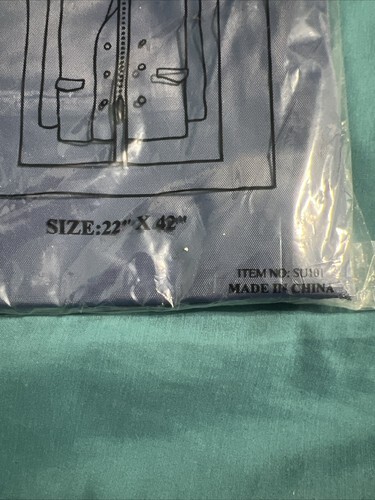 SIZE:22" X 42"
ITEM NO: SU101
MADE IN CHINA